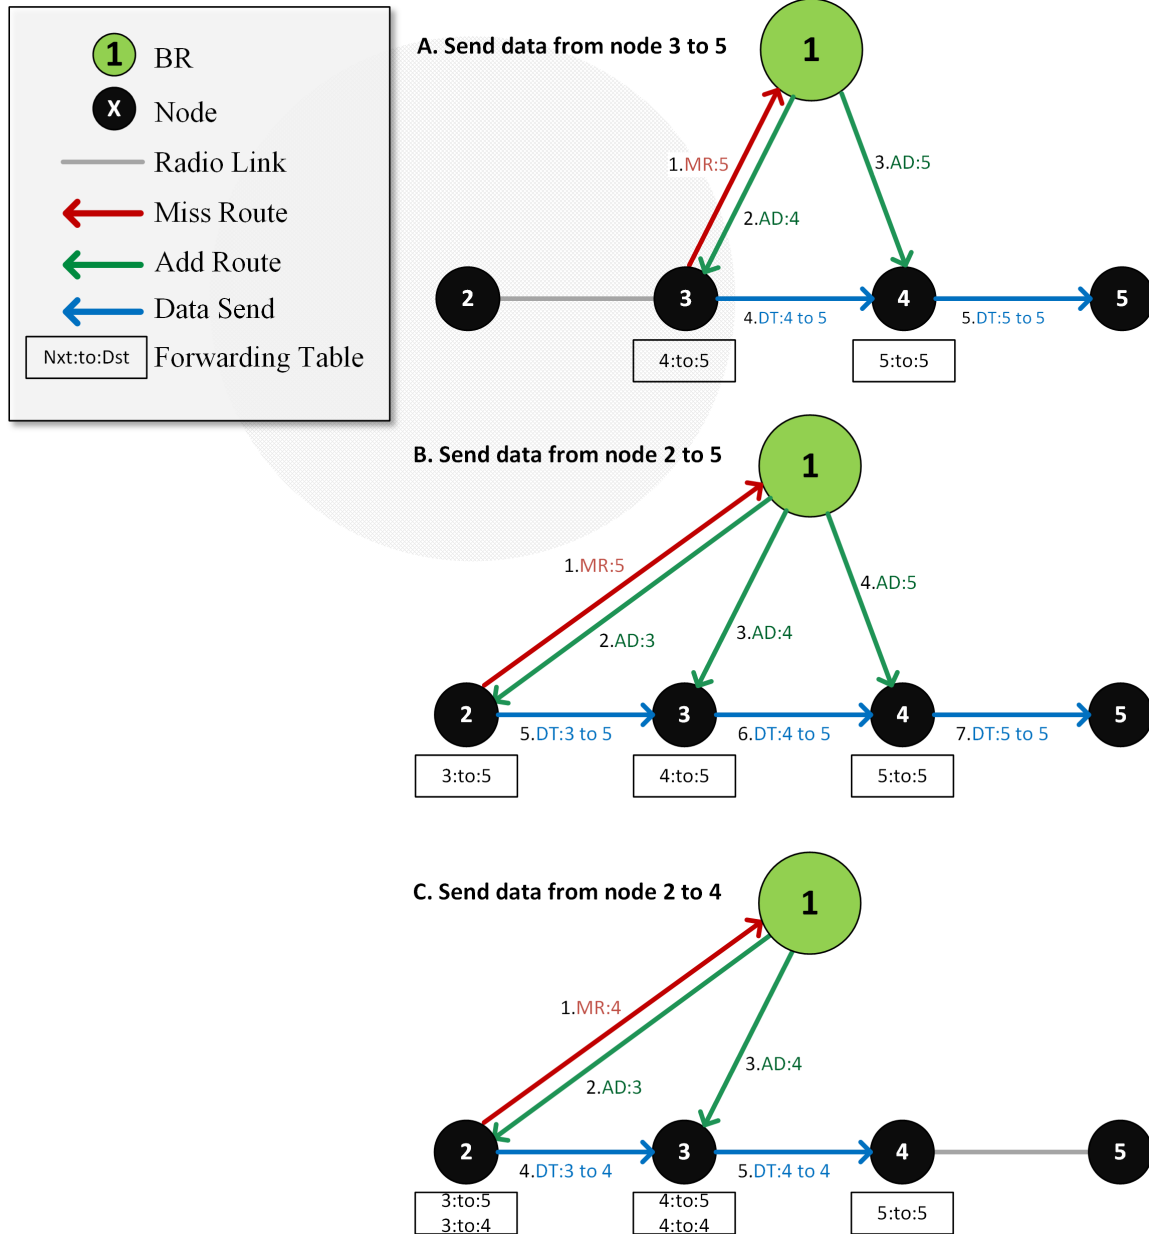 1 BR
X Node
Radio Link
Miss Route
Add Route
Data Send
Nxt:to:Dst Forwarding Table
A. Send data from node 3 to 5
1
1.MR:5
3.AD:5
2.AD:4
2
3
4
5
4.DT:4 to 5
5.DT:5 to 5
4:to:5
5:to:5
B. Send data from node 2 to 5
1
1.MR:5
4.AD:5
3.AD:4
2.AD:3
2
3
4
5
5.DT:3 to 5
6.DT:4 to 5
7.DT:5 to 5
3:to:5
4:to:5
5:to:5
C. Send data from node 2 to 4
1
1.MR:4
3.AD:4
2.AD:3
2
3
4
5
4.DT:3 to 4
5.DT:4 to 4
3:to:5
3:to:4
4:to:5
4:to:4
5:to:5